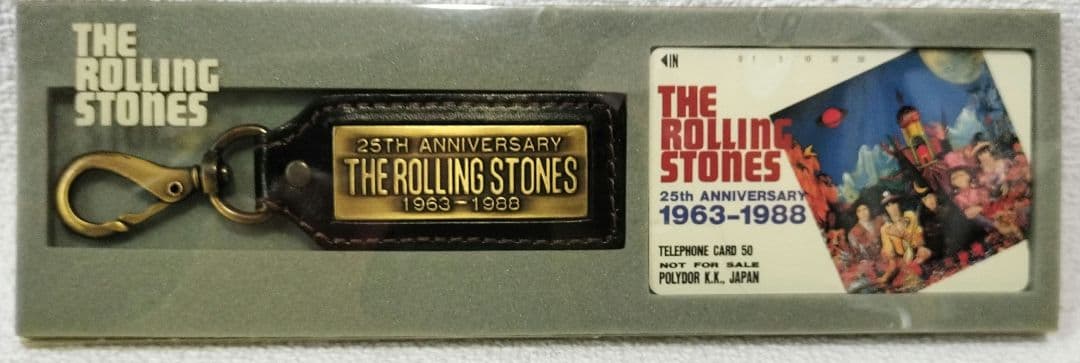 THE
ROLLING
STONES
25TH ANNIVERSARY
THE ROLLING STONES
1963-1988
◀IN
THE
ROLLING
STONES
25th ANNIVERSARY
1963-1988
TELEPHONE CARD 50
NOT FOR SALE
POLYDOR K.K., JAPAN